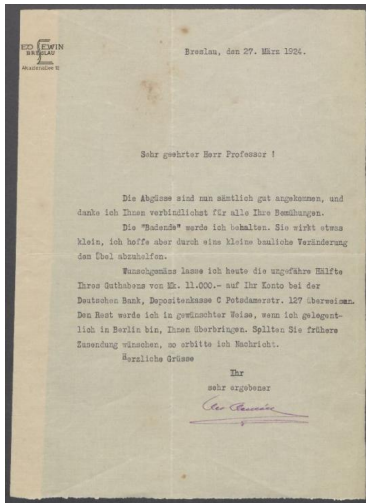 LEWIN
BRESLAU
Breslau, den 27. März 1924.
Sehr geehrter Herr Professor !
Die Abgüsse sind nun sämtlich gut angekommen, und
danke ich Ihnen verbindlichst für alle Ihre Bemühungen.
Die "Badende" werde ich behalten. Sie wirkt etwas
klein, ich hoffe aber durch eine kleine bauliche Veränderung
dem Übel abzuhelfen.
Wunschgemäss lasse ich heute die ungefähre Hälfte
Ihres Guthabens von Mk. 11.000.- auf Ihr Konto bei der
Deutschen Bank, Depositenkasse C Potsdamerstr. 127 überweisen.
Den Rest werde ich in gewünschter Weise, wenn ich gelegent-
lich in Berlin bin, Ihnen überbringen. Sollten Sie frühere
Zusendung wünschen, so erbitte ich Nachricht.
Herzliche Grüsse
Ihr
sehr ergebener